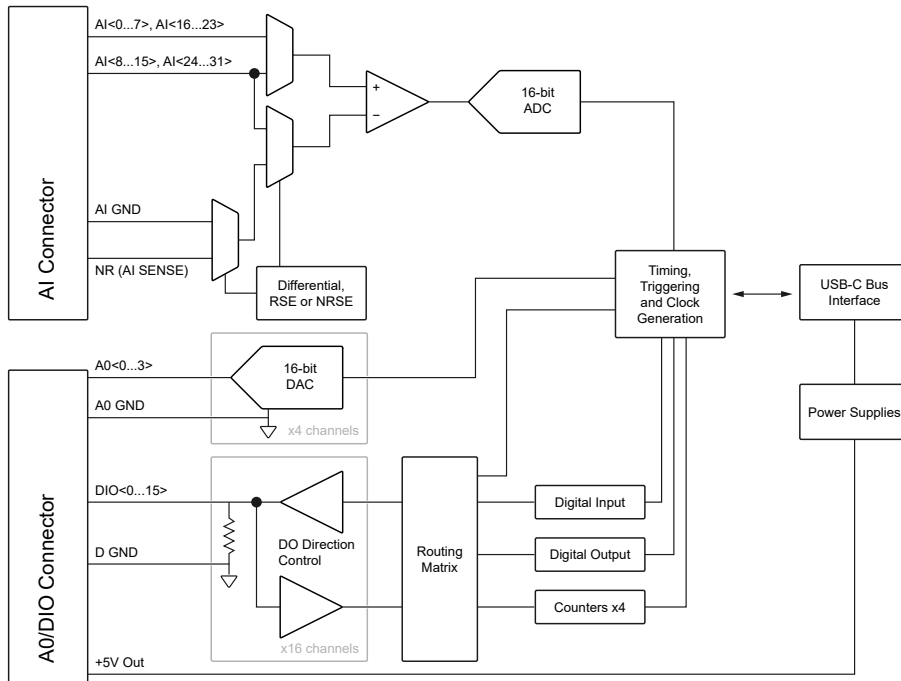 AI Connector
AI<0...7>, AI<16...23>
AI<8...15>, AI<24...31>
AI GND
NR (AI SENSE)
+
−
16-bit
ADC
Differential,
RSE or NRSE
Timing,
Triggering
and Clock
Generation
USB-C Bus
Interface
Power Supplies
A0/DIO Connector
A0<0...3>
A0 GND
16-bit
DAC
x4 channels
DIO<0...15>
D GND
DO Direction
Control
x16 channels
Routing
Matrix
Digital Input
Digital Output
Counters x4
+5V Out